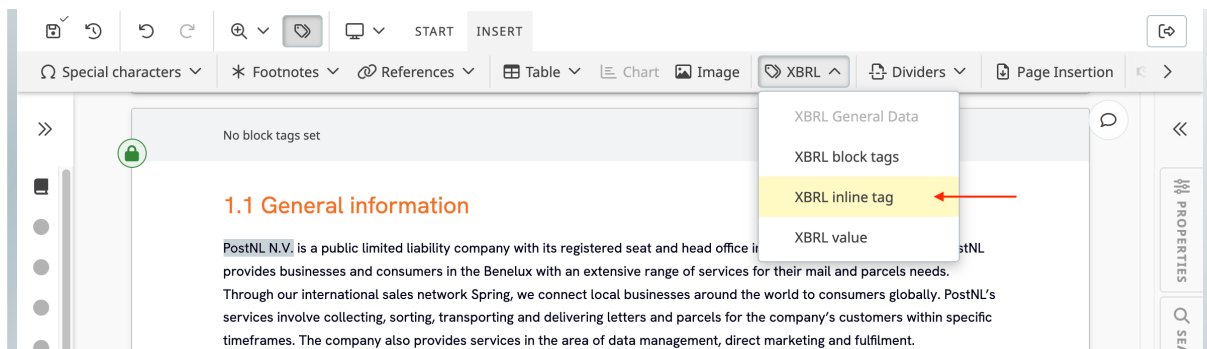 START INSERT
Special characters Footnotes References Table Chart Image XBRL Dividers Page Insertion
XBRL General Data
XBRL block tags
XBRL inline tag
XBRL value
No block tags set
1.1 General information
PostNL N.V. is a public limited liability company with its registered seat and head office
provides businesses and consumers in the Benelux with an extensive range of services for their mail and parcels needs.
Through our international sales network Spring, we connect local businesses around the world to consumers globally. PostNL’s
services involve collecting, sorting, transporting and delivering letters and parcels for the company’s customers within specific
timeframes. The company also provides services in the area of data management, direct marketing and fulfilment.
PROPERTIES